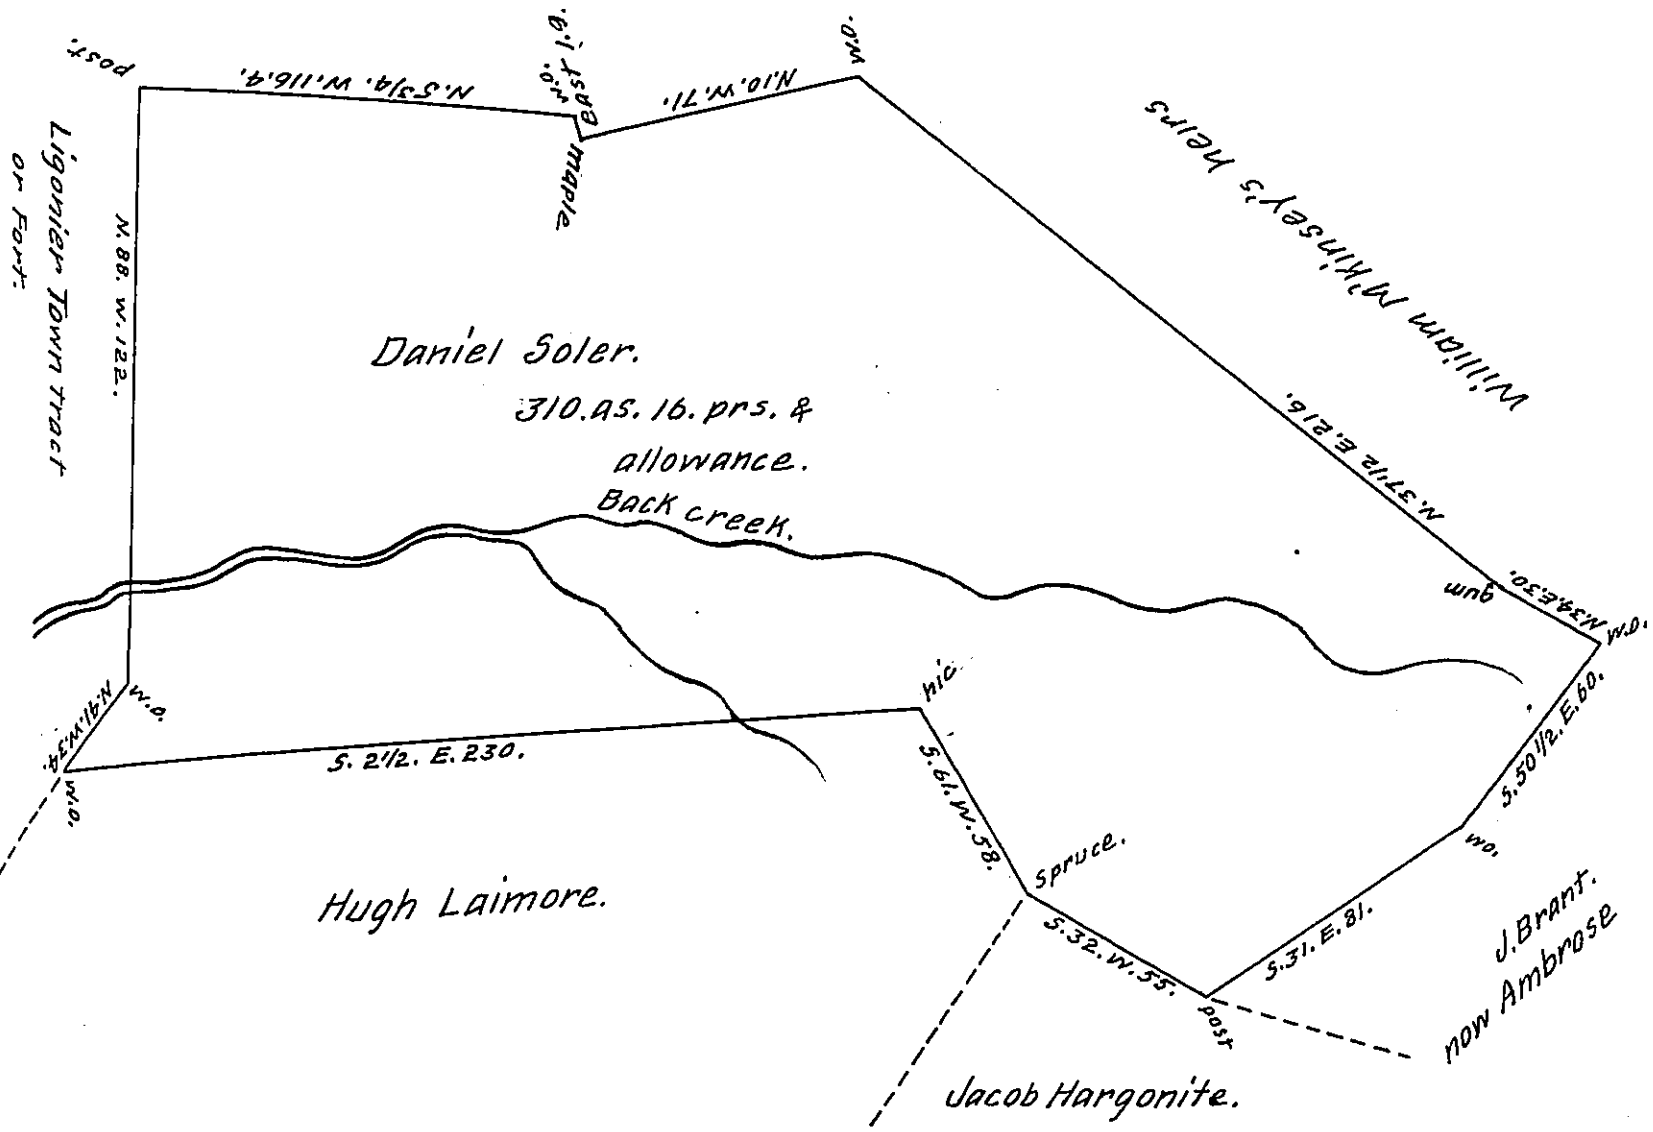 post.
N.53/4. W.116.4.
w.o.
East 1.9.
maple
N.10.W.71.
w.o.
William M'Kinsey's heirs
Ligonier Town tract
or Fort.
N.88. W.122.
Daniel Soler.
310.as. 16. prs. &
allowance.
Back creek.
N.37 1/2 E.216.
gum
N.34.E.30.
w.o.
S.50 1/2. E.60.
wo.
S.31. E.81.
J.Brant.
now Ambrose
w.o.
N.41.W.34.
w.o.
S. 2 1/2. E.230.
hic.
S.61.W.58.
Spruce.
S.32.W.55.
post
Hugh Laimore.
Jacob Hargonite.